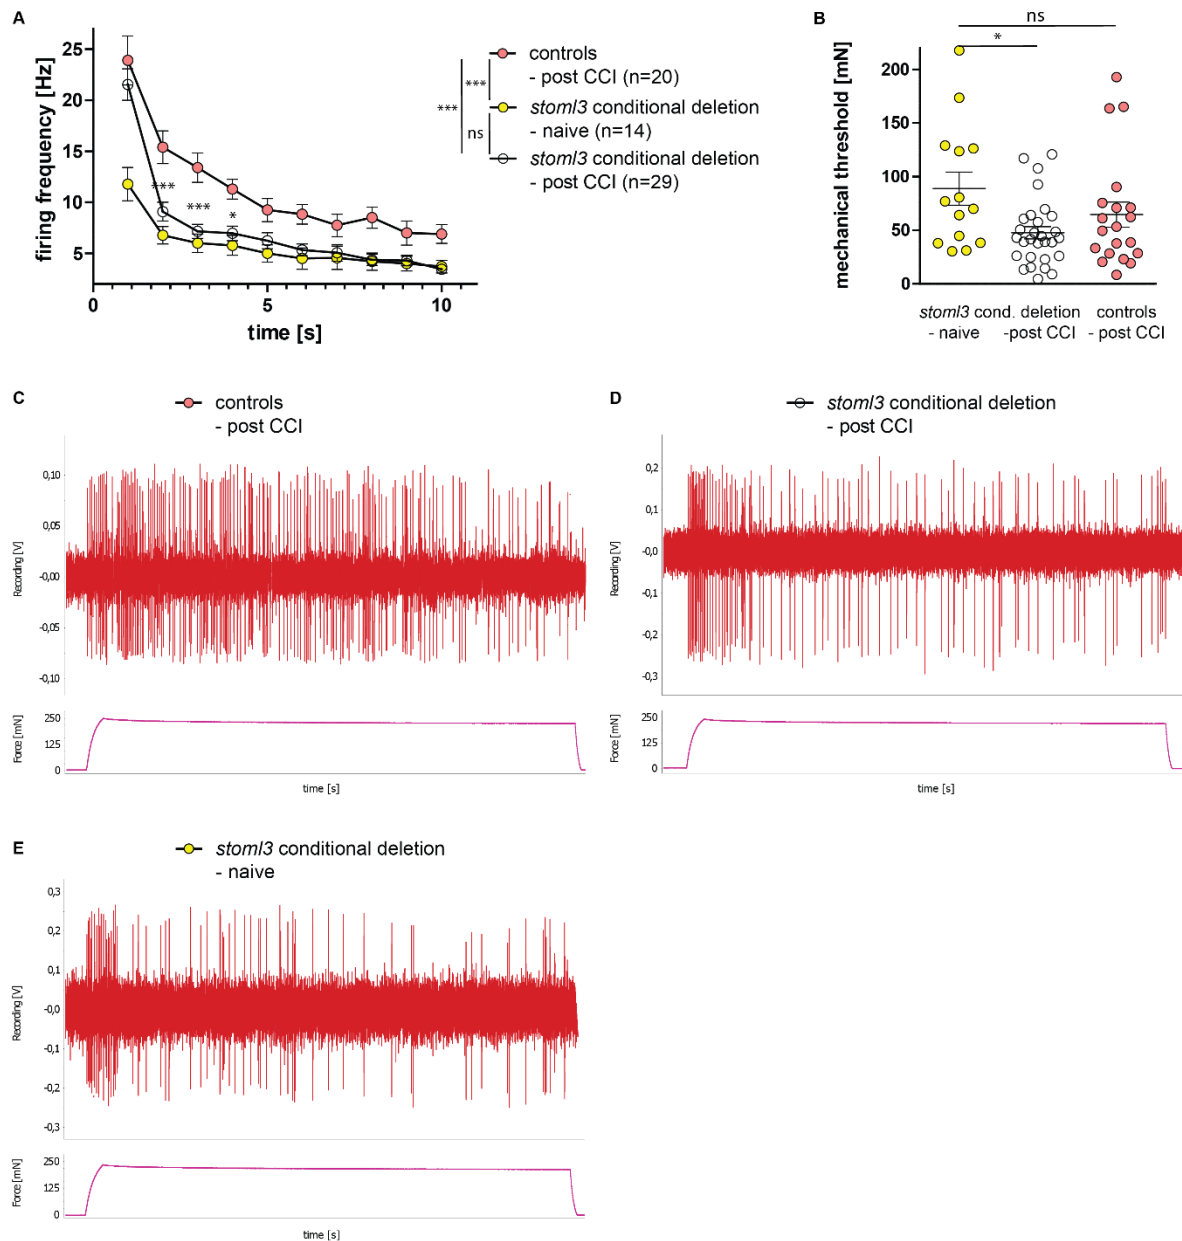 A
firing frequency [Hz]
25
20
15
10
5
0
5
10
time [s]
***
***
*
***
***
ns
controls
- post CCI (n=20)
stoml3 conditional deletion
- naive (n=14)
stoml3 conditional deletion
- post CCI (n=29)
B
ns
*
mechanical threshold [mN]
200
150
100
50
0
stoml3 cond. deletion controls
- naive -post CCI - post CCI
C
controls
- post CCI
Recording [V]
0,10
0,05
-0,00
-0,05
-0,10
Force [mN]
250
125
0
time [s]
D
stoml3 conditional deletion
- post CCI
Recording [V]
0,2
0,1
-0,0
-0,1
-0,2
-0,3
Force [mN]
250
125
0
time [s]
E
stoml3 conditional deletion
- naive
Recording [V]
0,3
0,2
0,1
-0,0
-0,1
-0,2
-0,3
Force [mN]
250
125
0
time [s]